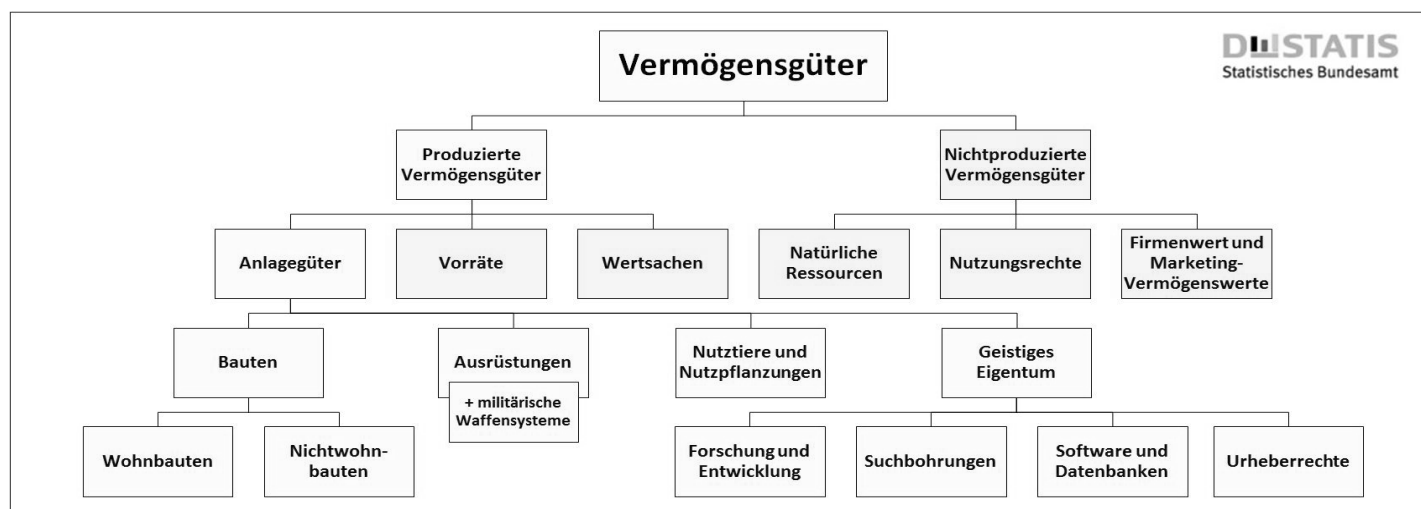 Vermögensgüter
DESTATIS
Statistisches Bundesamt
Produzierte
Vermögensgüter
Nichtproduzierte
Vermögensgüter
Anlagegüter
Vorräte
Wertsachen
Natürliche
Ressourcen
Nutzungsrechte
Firmenwert und
Marketing-
Vermögenswerte
Bauten
Ausrüstungen
+ militärische
Waffensysteme
Nutztiere und
Nutzpflanzungen
Geistiges
Eigentum
Wohnbauten
Nichtwohn-
bauten
Forschung und
Entwicklung
Suchbohrungen
Software und
Datenbanken
Urheberrechte